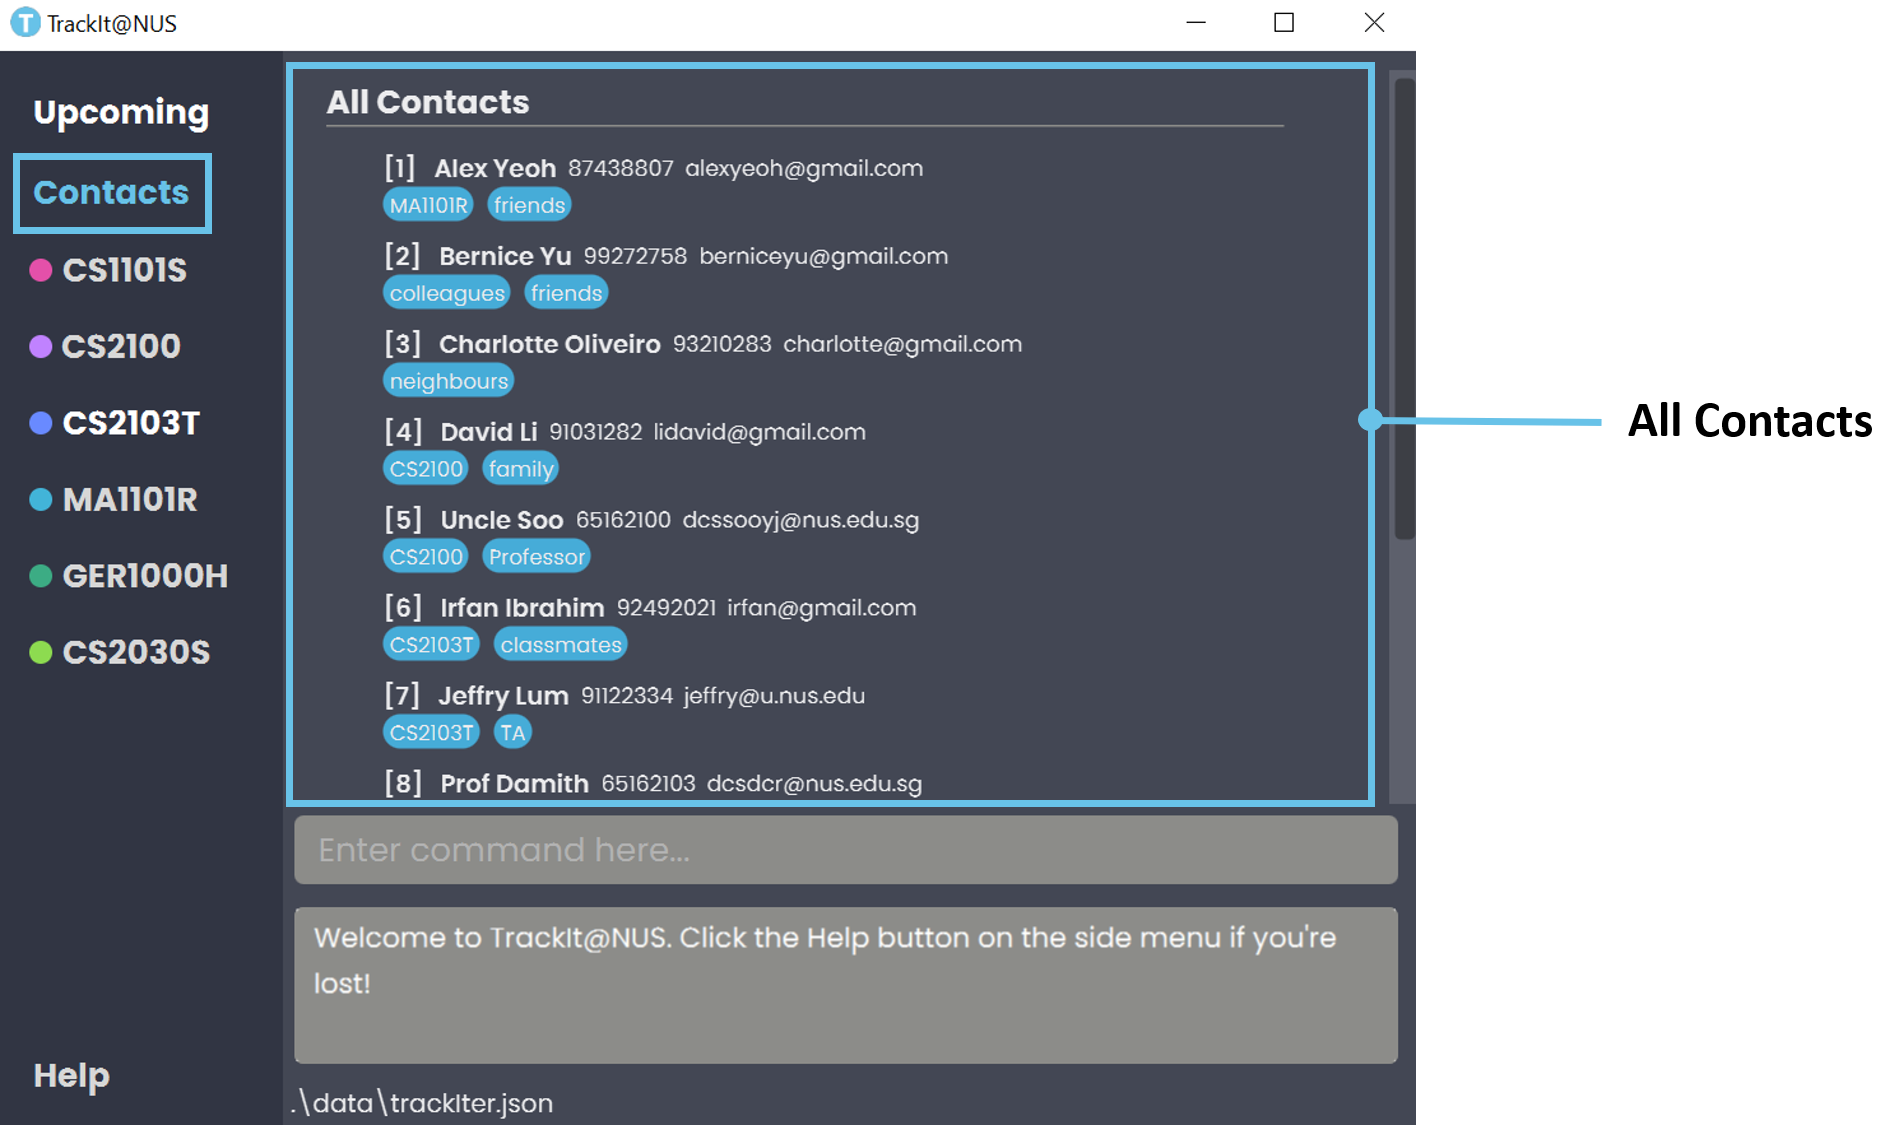 TrackIt@NUS
Upcoming
Contacts
CS1101S
CS2100
CS2103T
MA1101R
GER1000H
CS2030S
Help
All Contacts
[1] Alex Yeoh 87438807 alexyeoh@gmail.com
MA1101R friends
[2] Bernice Yu 99272758 berniceyu@gmail.com
colleagues friends
[3] Charlotte Oliveiro 93210283 charlotte@gmail.com
neighbours
[4] David Li 91031282 lidavid@gmail.com
CS2100 family
[5] Uncle Soo 65162100 dcssooyj@nus.edu.sg
CS2100 Professor
[6] Irfan Ibrahim 92492021 irfan@gmail.com
CS2103T classmates
[7] Jeffry Lum 91122334 jeffry@u.nus.edu
CS2103T TA
[8] Prof Damith 65162103 dcsdcr@nus.edu.sg
Enter command here...
Welcome to TrackIt@NUS. Click the Help button on the side menu if you're
lost!
.\data\trackIter.json
All Contacts